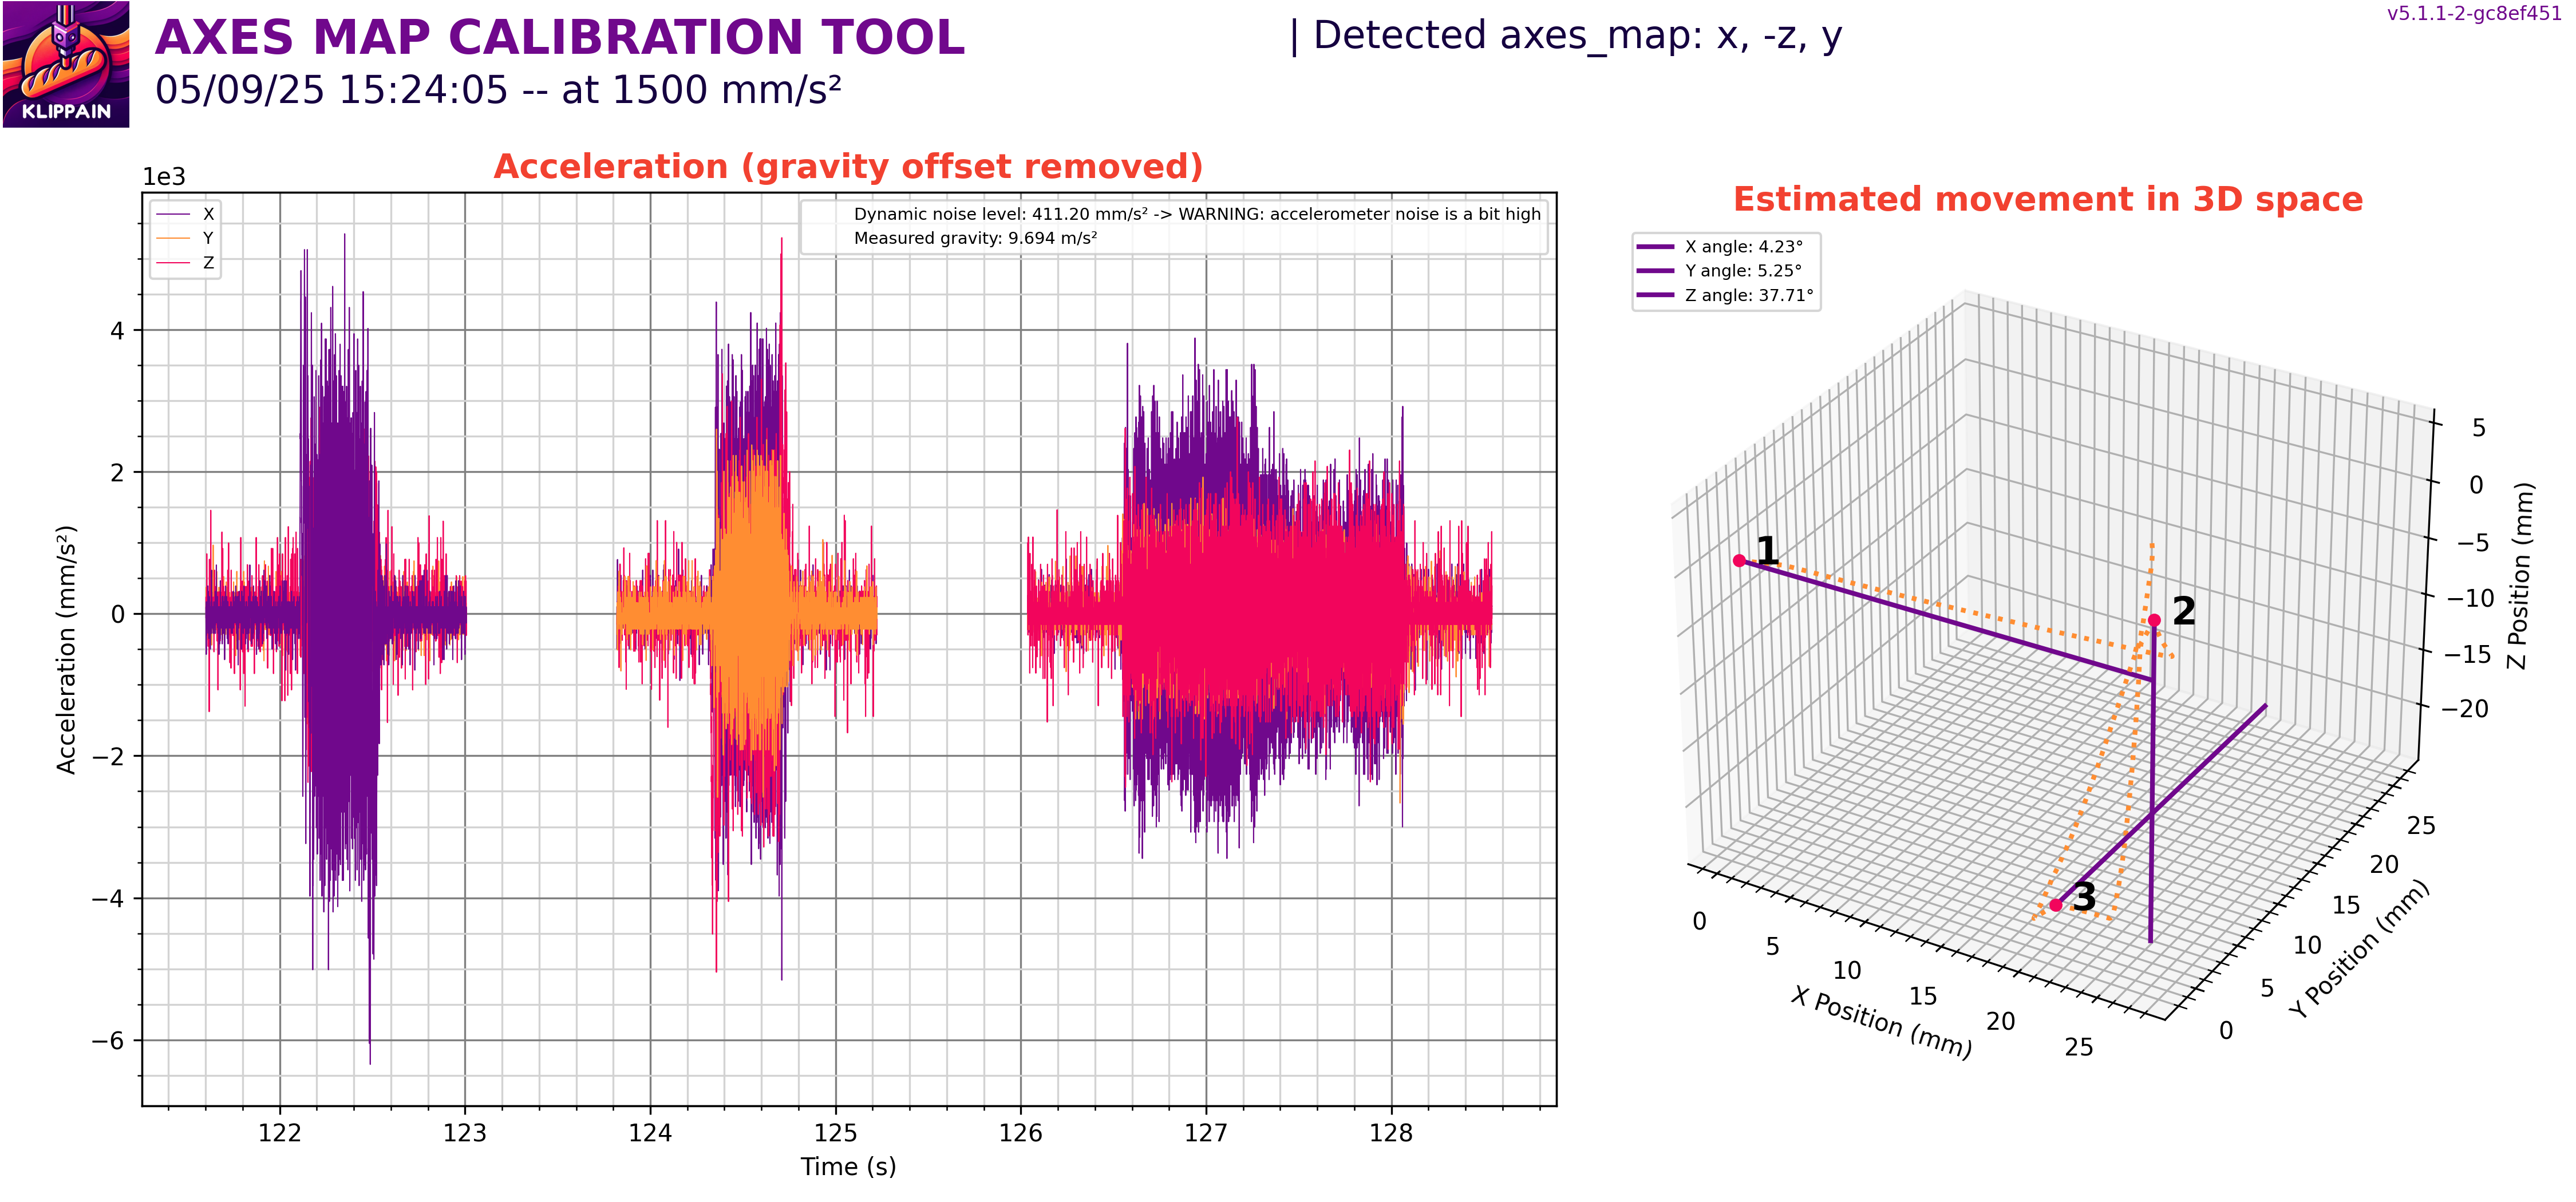 KLIPPAIN
AXES MAP CALIBRATION TOOL
05/09/25 15:24:05 -- at 1500 mm/s²
| Detected axes_map: x, -z, y
v5.1.1-2-gc8ef451
Acceleration (gravity offset removed)
1e3
X
Y
Z
Dynamic noise level: 411.20 mm/s² -> WARNING: accelerometer noise is a bit high
Measured gravity: 9.694 m/s²
4
2
0
−2
−4
−6
Acceleration (mm/s²)
122
123
124
125
126
127
128
Time (s)
Estimated movement in 3D space
X angle: 4.23°
Y angle: 5.25°
Z angle: 37.71°
1
2
3
5
0
−5
−10
−15
−20
Z Position (mm)
0
5
10
15
20
25
X Position (mm)
0
5
10
15
20
25
Y Position (mm)